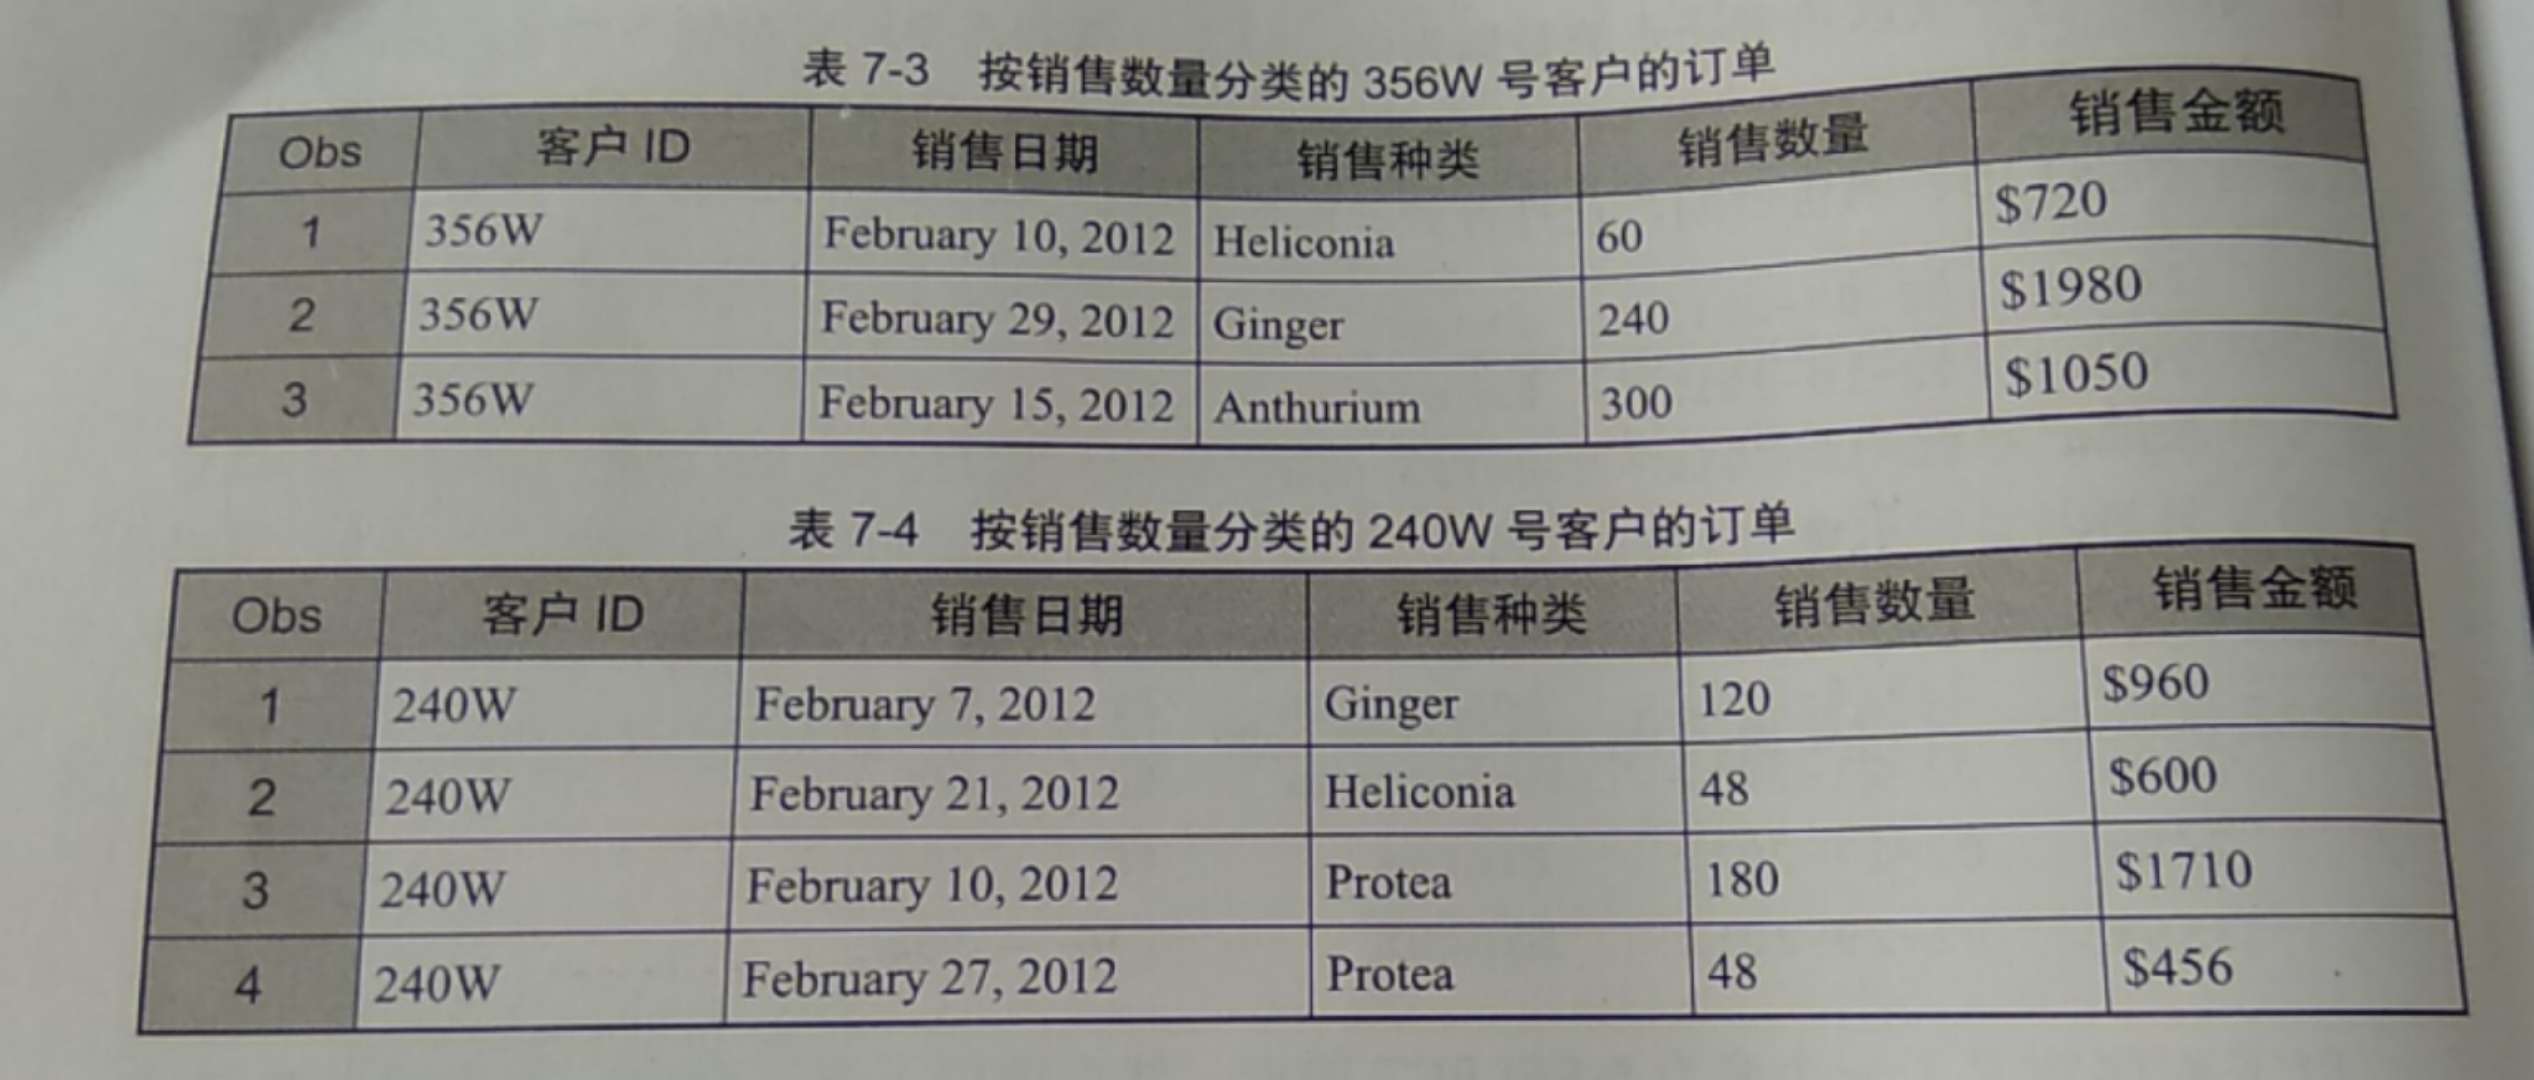 表 7-3 按销售数量分类的 356W 号客户的订单
Obs 客户 ID 销售日期 销售种类 销售数量 销售金额
1 356W February 10, 2012 Heliconia 60 $720
2 356W February 29, 2012 Ginger 240 $1980
3 356W February 15, 2012 Anthurium 300 $1050
表 7-4 按销售数量分类的 240W 号客户的订单
Obs 客户 ID 销售日期 销售种类 销售数量 销售金额
1 240W February 7, 2012 Ginger 120 $960
2 240W February 21, 2012 Heliconia 48 $600
3 240W February 10, 2012 Protea 180 $1710
4 240W February 27, 2012 Protea 48 $456